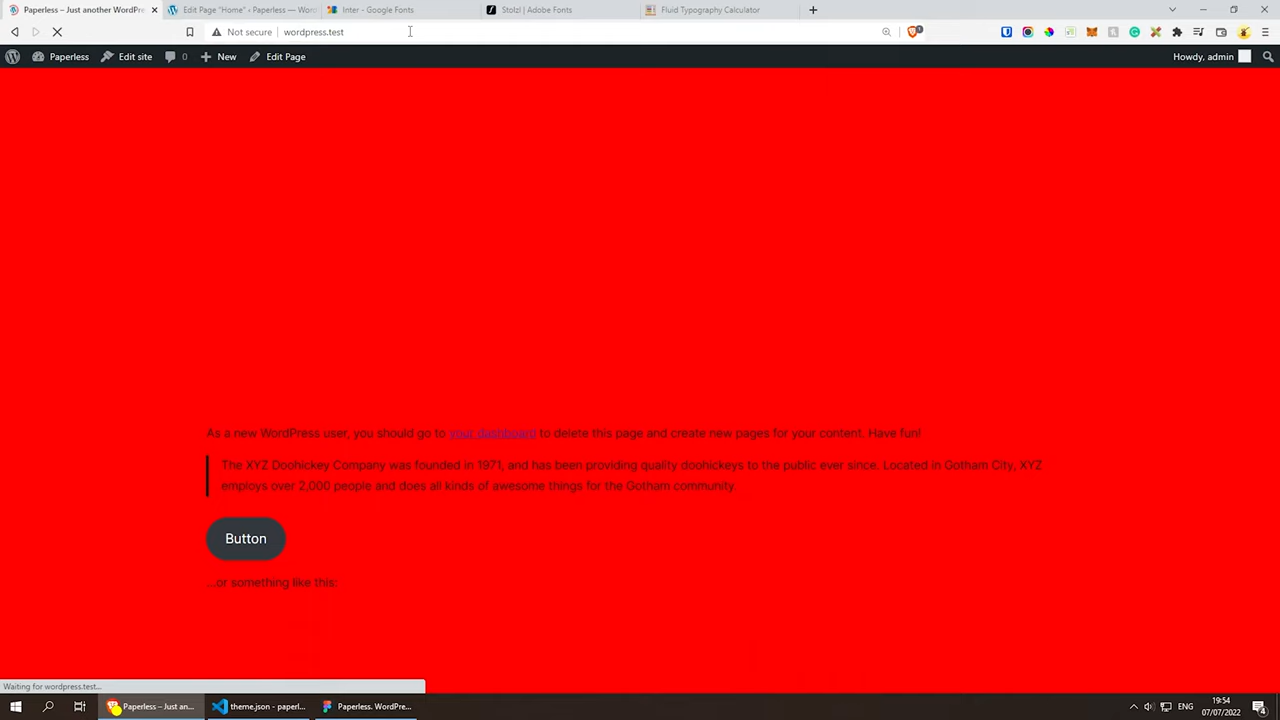 Paperless – Just another WordPre
Edit Page "Home" ‹ Paperless — Wor
Inter - Google Fonts
Stolzl | Adobe Fonts
Fluid Typography Calculator
Not secure
wordpress.test
Paperless
Edit site
0
New
Edit Page
Howdy, admin
As a new WordPress user, you should go to your dashboard to delete this page and create new pages for your content. Have fun!
The XYZ Doohickey Company was founded in 1971, and has been providing quality doohickeys to the public ever since. Located in Gotham City, XYZ
employs over 2,000 people and does all kinds of awesome things for the Gotham community.
Button
...or something like this:
Waiting for wordpress.test...
Paperless – Just an...
theme.json - paperl...
Paperless. WordPre...
ENG
19:54
07/07/2022
4